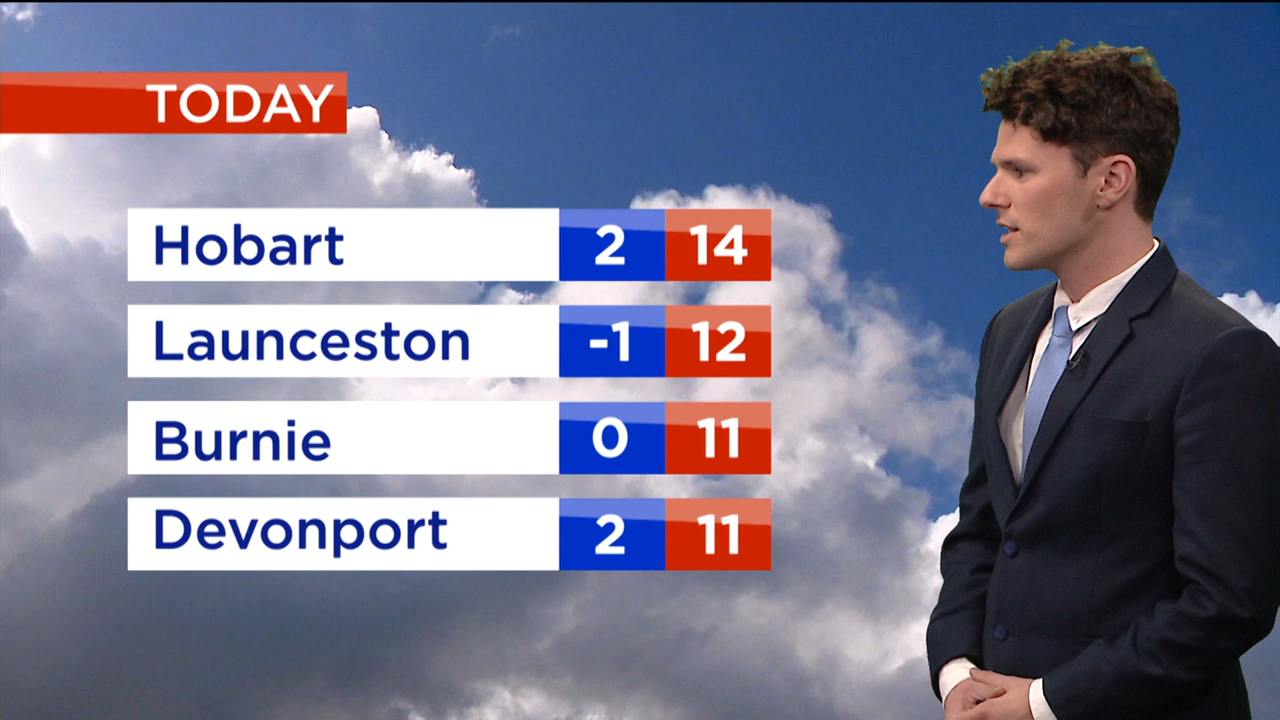 TODAY
Hobart 2 14
Launceston -1 12
Burnie 0 11
Devonport 2 11